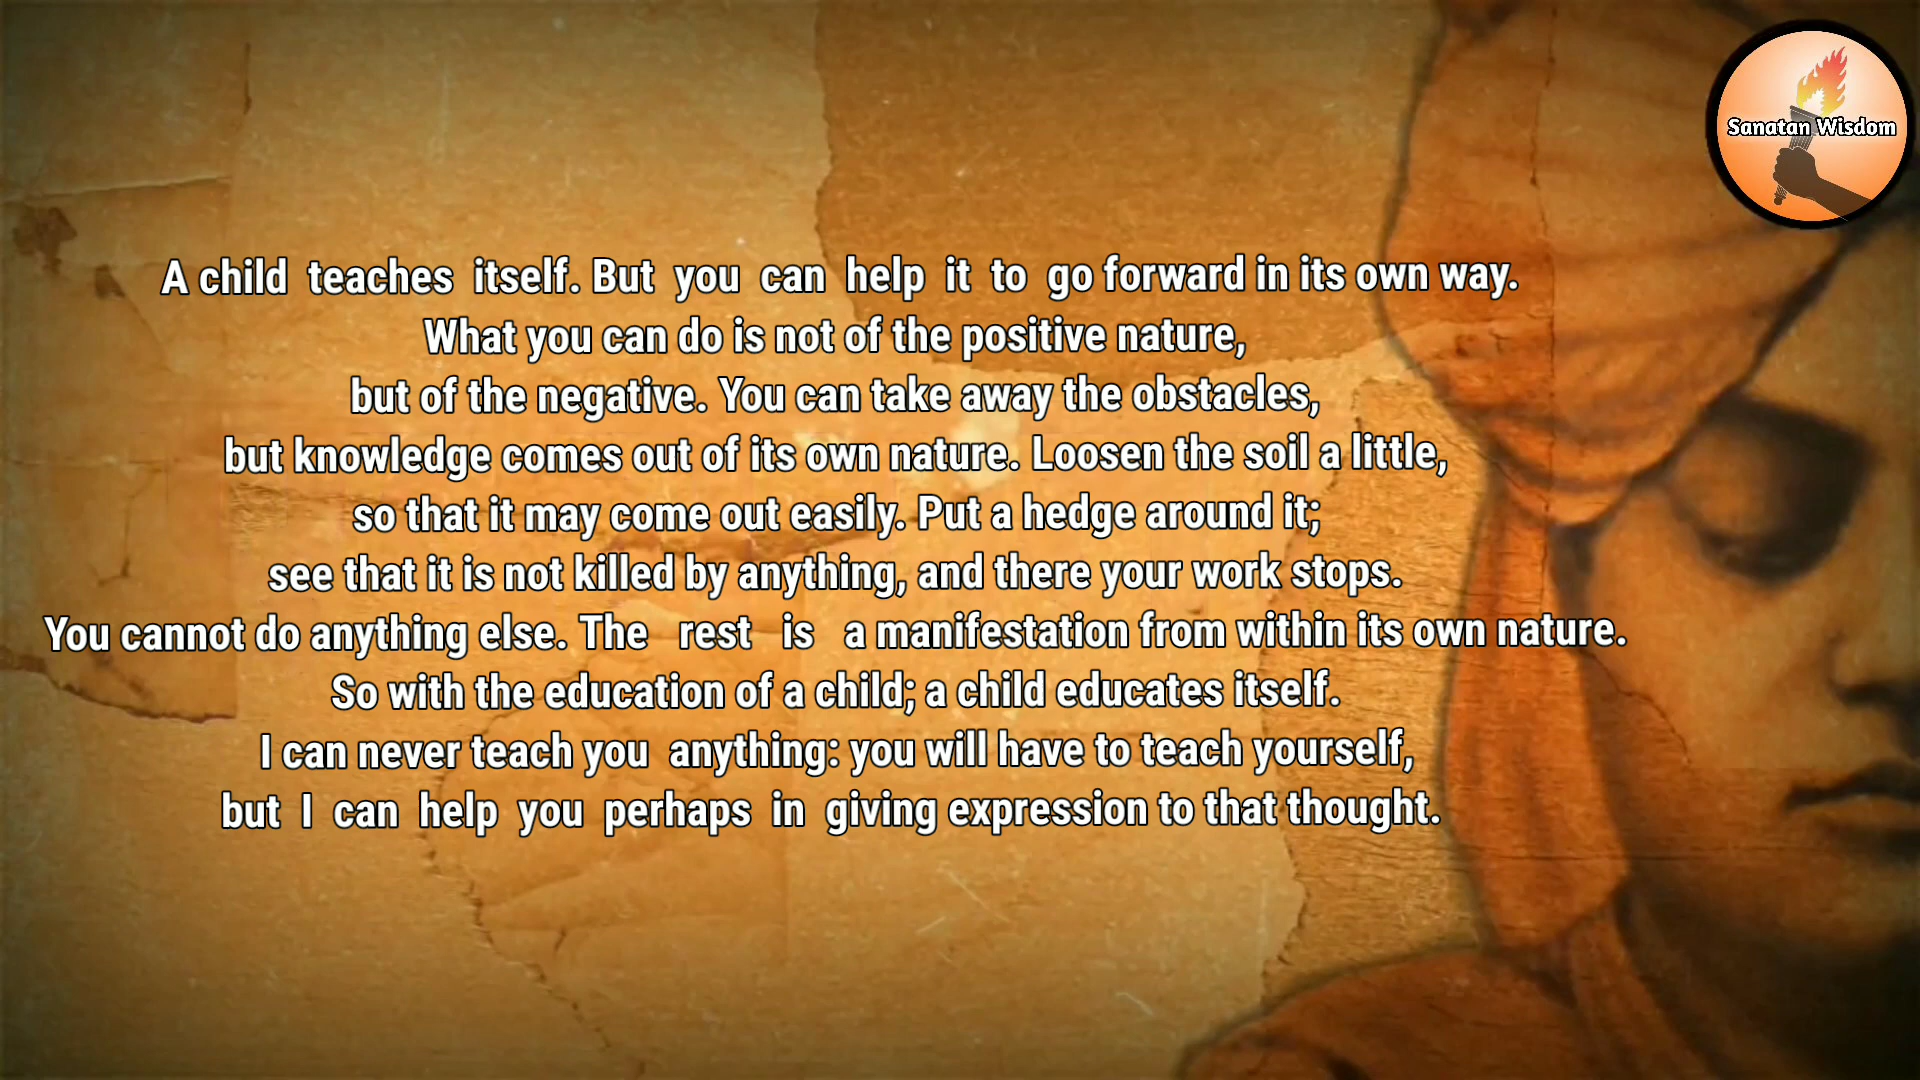 Sanatan Wisdom
A child teaches itself. But you can help it to go forward in its own way.
What you can do is not of the positive nature,
but of the negative. You can take away the obstacles,
but knowledge comes out of its own nature. Loosen the soil a little,
so that it may come out easily. Put a hedge around it;
see that it is not killed by anything, and there your work stops.
You cannot do anything else. The rest is a manifestation from within its own nature.
So with the education of a child; a child educates itself.
I can never teach you anything: you will have to teach yourself,
but I can help you perhaps in giving expression to that thought.